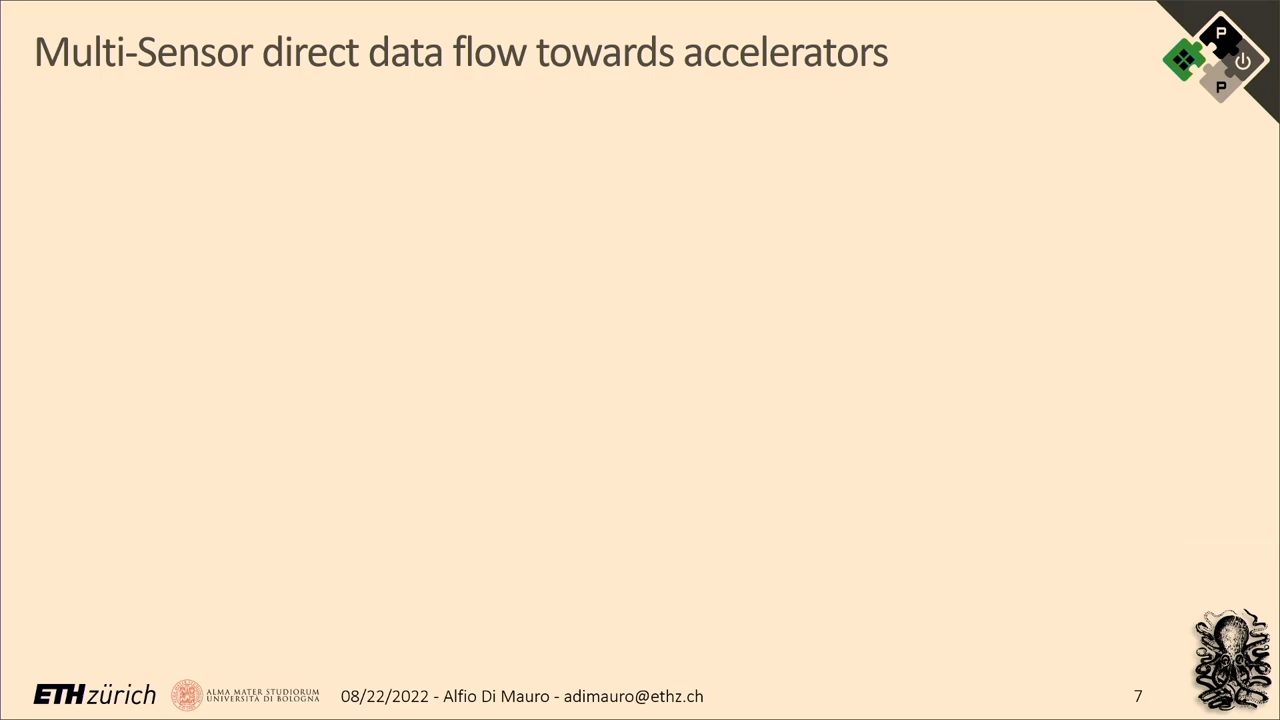 Multi-Sensor direct data flow towards accelerators
P
P
ETH zürich
ALMA MATER STUDIORUM
UNIVERSITÀ DI BOLOGNA
08/22/2022 - Alfio Di Mauro - adimauro@ethz.ch
7